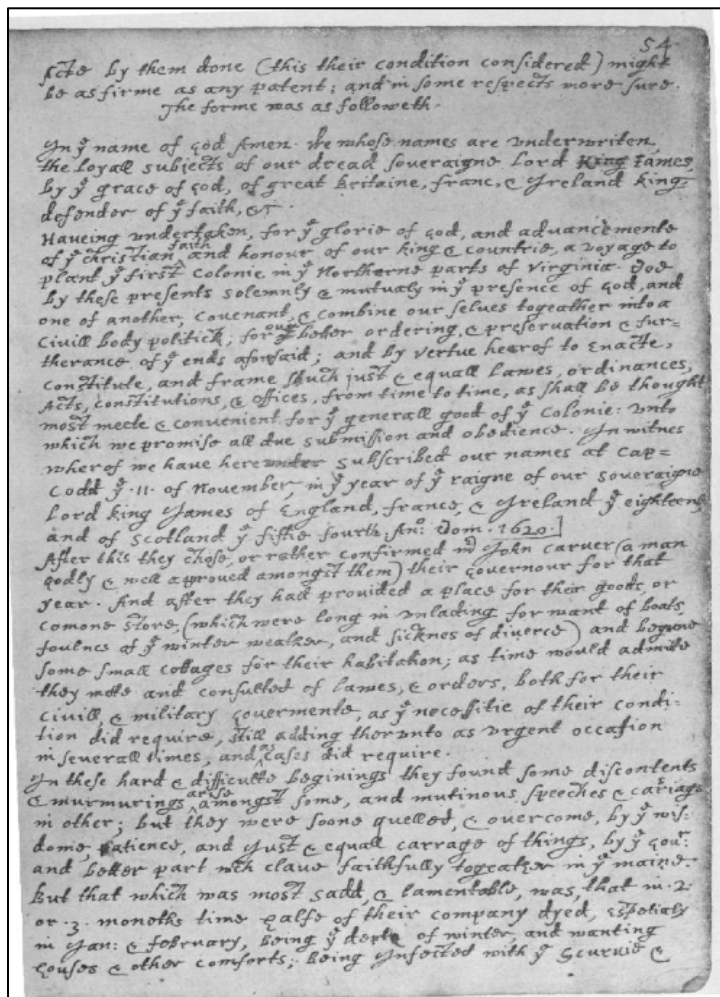 54.
Acts by them done (this their condition considered) might
be as firme as any patent; and in some respects more sure.
The forme was as followeth.
In yͤ name of God Amen. We whose names are underwriten,
the loyall subjects of our dread soveraigne Lord King James,
by yͤ grace of God, of great Britaine, franc, & Ireland king,
defender of yͤ faith, &c
Haveing undertaken, for yͤ glorie of God, and advancemente
of yͤ christian faith and honour of our king & countrie, a voyage to
plant yͤ first colonie in yͤ Northerne parts of Virginia. Doe
by these presents solemnly & mutualy in yͤ presence of God, and
one of another, covenant, & combine our selves togeather into a
Civill body politick; for our better ordering, & preservation & fur=
therance of yͤ ends aforesaid; and by vertue hearof to Enacte,
constitute, and frame shuch just & equall Lawes, ordinances,
Acts, constitutions, & offices, from time to time, as shall be thought
most meete & convenient for yͤ generall good of yͤ Colonie: unto
which we promise all due submission and obedience. In witnes
wherof we have hereunder subscribed our names at Cap=
Codd yͤ .11. of November, in yͤ year of yͤ raigne of our soveraigne
Lord king James of England, france, & Ireland yͤ eighteenth
and of Scotland yͤ fiftie fourth. Anͦ: Dom. 1620.]
After this they chose, or rather confirmed mͬ John carver (a man
godly & well approved amongst them) their Governour for that
year. And after they had provided a place for their goods, or
comone store, (which were long in unlading for want of boats,
foulnes of yͤ winter weather, and sicknes of diverce) and begune
some small cottages for their habitation; as time would admite
they mette and consulted of lawes, & orders, both for their
civill, & military Govermente, as yͤ necessitie of their condi=
tion did require, still adding therunto as urgent occasion
in severall times, and as cases did require.
In these hard & difficulte beginings they found some discontents
& murmurings arise amongst some, and mutinous speeches & cariags
in other; but they were soone quelled, & overcome, by yͤ wis=
dome, patience, and just & equall carrage of things, by yͤ Govͬ:
and better part wch clave faithfully togeather in yͤ maine.
But that which was most sadd, & lamentable, was, that in .2.
or .3. moneths time halfe of their company dyed, espetialy
in Jan: & february, being yͤ depth of winter, and wanting
houses & other comforts; being Infected with yͤ Scurvie &